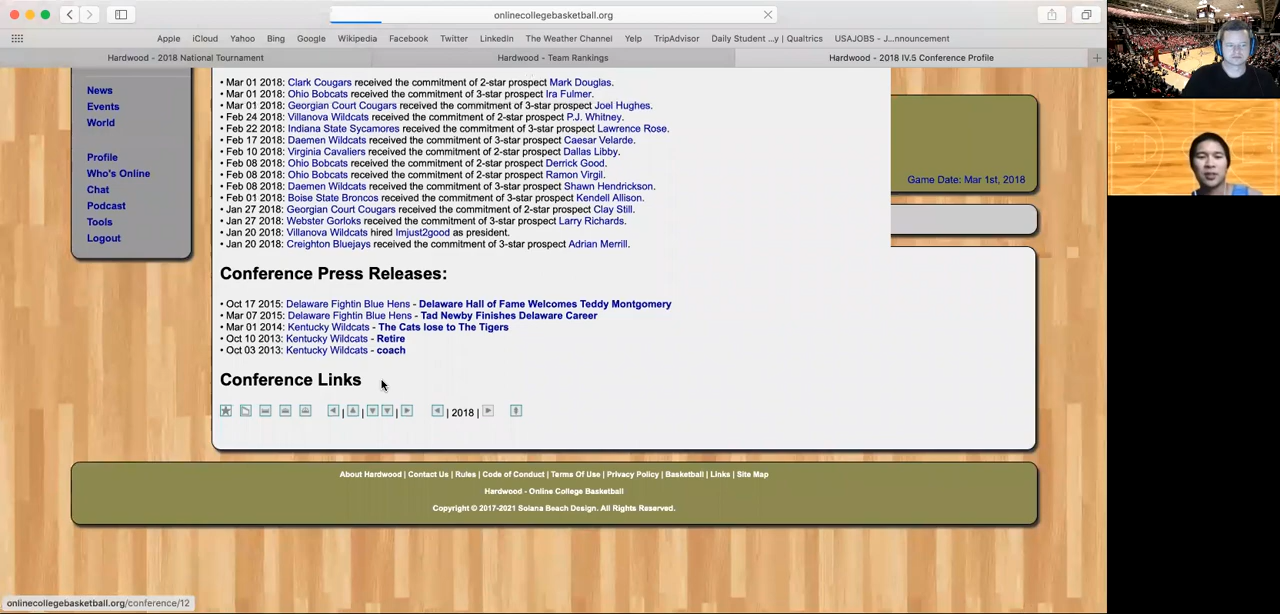 onlinecollegebasketball.org
Apple iCloud Yahoo Bing Google Wikipedia Facebook Twitter LinkedIn The Weather Channel Yelp TripAdvisor Daily Student ...y | Qualtrics USAJOBS - J...nnouncement
Hardwood - 2018 National Tournament Hardwood - Team Rankings Hardwood - 2018 IV.5 Conference Profile
News
Events
World
Profile
Who's Online
Chat
Podcast
Tools
Logout
• Mar 01 2018: Clark Cougars received the commitment of 2-star prospect Mark Douglas.
• Mar 01 2018: Ohio Bobcats received the commitment of 3-star prospect Ira Fulmer.
• Mar 01 2018: Georgian Court Cougars received the commitment of 3-star prospect Joel Hughes.
• Feb 24 2018: Villanova Wildcats received the commitment of 2-star prospect P.J. Whitney.
• Feb 22 2018: Indiana State Sycamores received the commitment of 3-star prospect Lawrence Rose.
• Feb 17 2018: Daemen Wildcats received the commitment of 2-star prospect Caesar Velarde.
• Feb 10 2018: Virginia Cavaliers received the commitment of 2-star prospect Dallas Libby.
• Feb 08 2018: Ohio Bobcats received the commitment of 2-star prospect Derrick Good.
• Feb 08 2018: Ohio Bobcats received the commitment of 2-star prospect Ramon Virgil.
• Feb 08 2018: Daemen Wildcats received the commitment of 3-star prospect Shawn Hendrickson.
• Feb 01 2018: Boise State Broncos received the commitment of 3-star prospect Kendell Allison.
• Jan 27 2018: Georgian Court Cougars received the commitment of 2-star prospect Clay Still.
• Jan 27 2018: Webster Gorloks received the commitment of 3-star prospect Larry Richards.
• Jan 20 2018: Villanova Wildcats hired Imjust2good as president.
• Jan 20 2018: Creighton Bluejays received the commitment of 3-star prospect Adrian Merrill.
Game Date: Mar 1st, 2018
Conference Press Releases:
• Oct 17 2015: Delaware Fightin Blue Hens - Delaware Hall of Fame Welcomes Teddy Montgomery
• Mar 07 2015: Delaware Fightin Blue Hens - Tad Newby Finishes Delaware Career
• Mar 01 2014: Kentucky Wildcats - The Cats lose to The Tigers
• Oct 10 2013: Kentucky Wildcats - Retire
• Oct 03 2013: Kentucky Wildcats - coach
Conference Links
| | | | 2018 |
About Hardwood | Contact Us | Rules | Code of Conduct | Terms Of Use | Privacy Policy | Basketball | Links | Site Map
Hardwood - Online College Basketball
Copyright © 2017-2021 Solana Beach Design. All Rights Reserved.
onlinecollegebasketball.org/conference/12